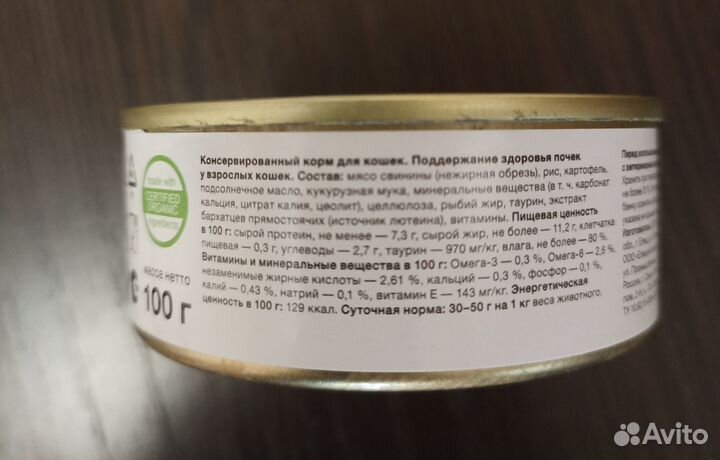 Консервированный корм для кошек. Поддержание здоровья почек
у взрослых кошек. Состав: мясо свинины (нежирная обрезь), рис, картофель,
подсолнечное масло, кукурузная мука, минеральные вещества (в т. ч. карбонат
кальция, цитрат калия, цеолит), целлюлоза, рыбий жир, таурин, экстракт
бархатцев прямостоячих (источник лютеина), витамины. Пищевая ценность
в 100 г: сырой протеин, не менее – 7,3 г, сырой жир, не более – 11,2 г, клетчатка
пищевая – 0,3 г, углеводы – 2,7 г, таурин – 970 мг/кг, влага, не более – 80 %.
Витамины и минеральные вещества в 100 г: Омега-3 – 0,3 %, Омега-6 – 2,6 %,
незаменимые жирные кислоты – 2,61 %, кальций – 0,3 %, фосфор – 0,1 %,
калий – 0,43 %, натрий – 0,1 %, витамин Е – 143 мг/кг. Энергетическая
ценность в 100 г: 129 ккал. Суточная норма: 30–50 г на 1 кг веса животного.
made with
CERTIFIED
ORGANIC
ingredients
масса нетто
100 г
Avito